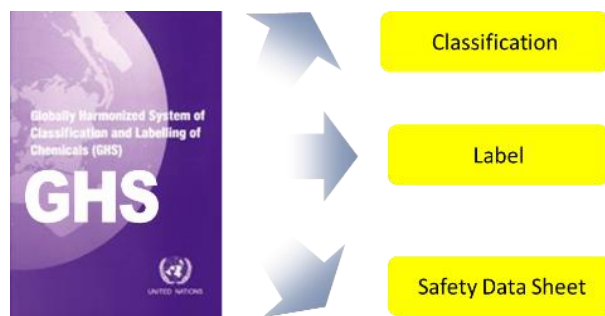 Globally Harmonized System of
Classification and Labelling of
Chemicals (GHS)
GHS
UNITED NATIONS
Classification
Label
Safety Data Sheet